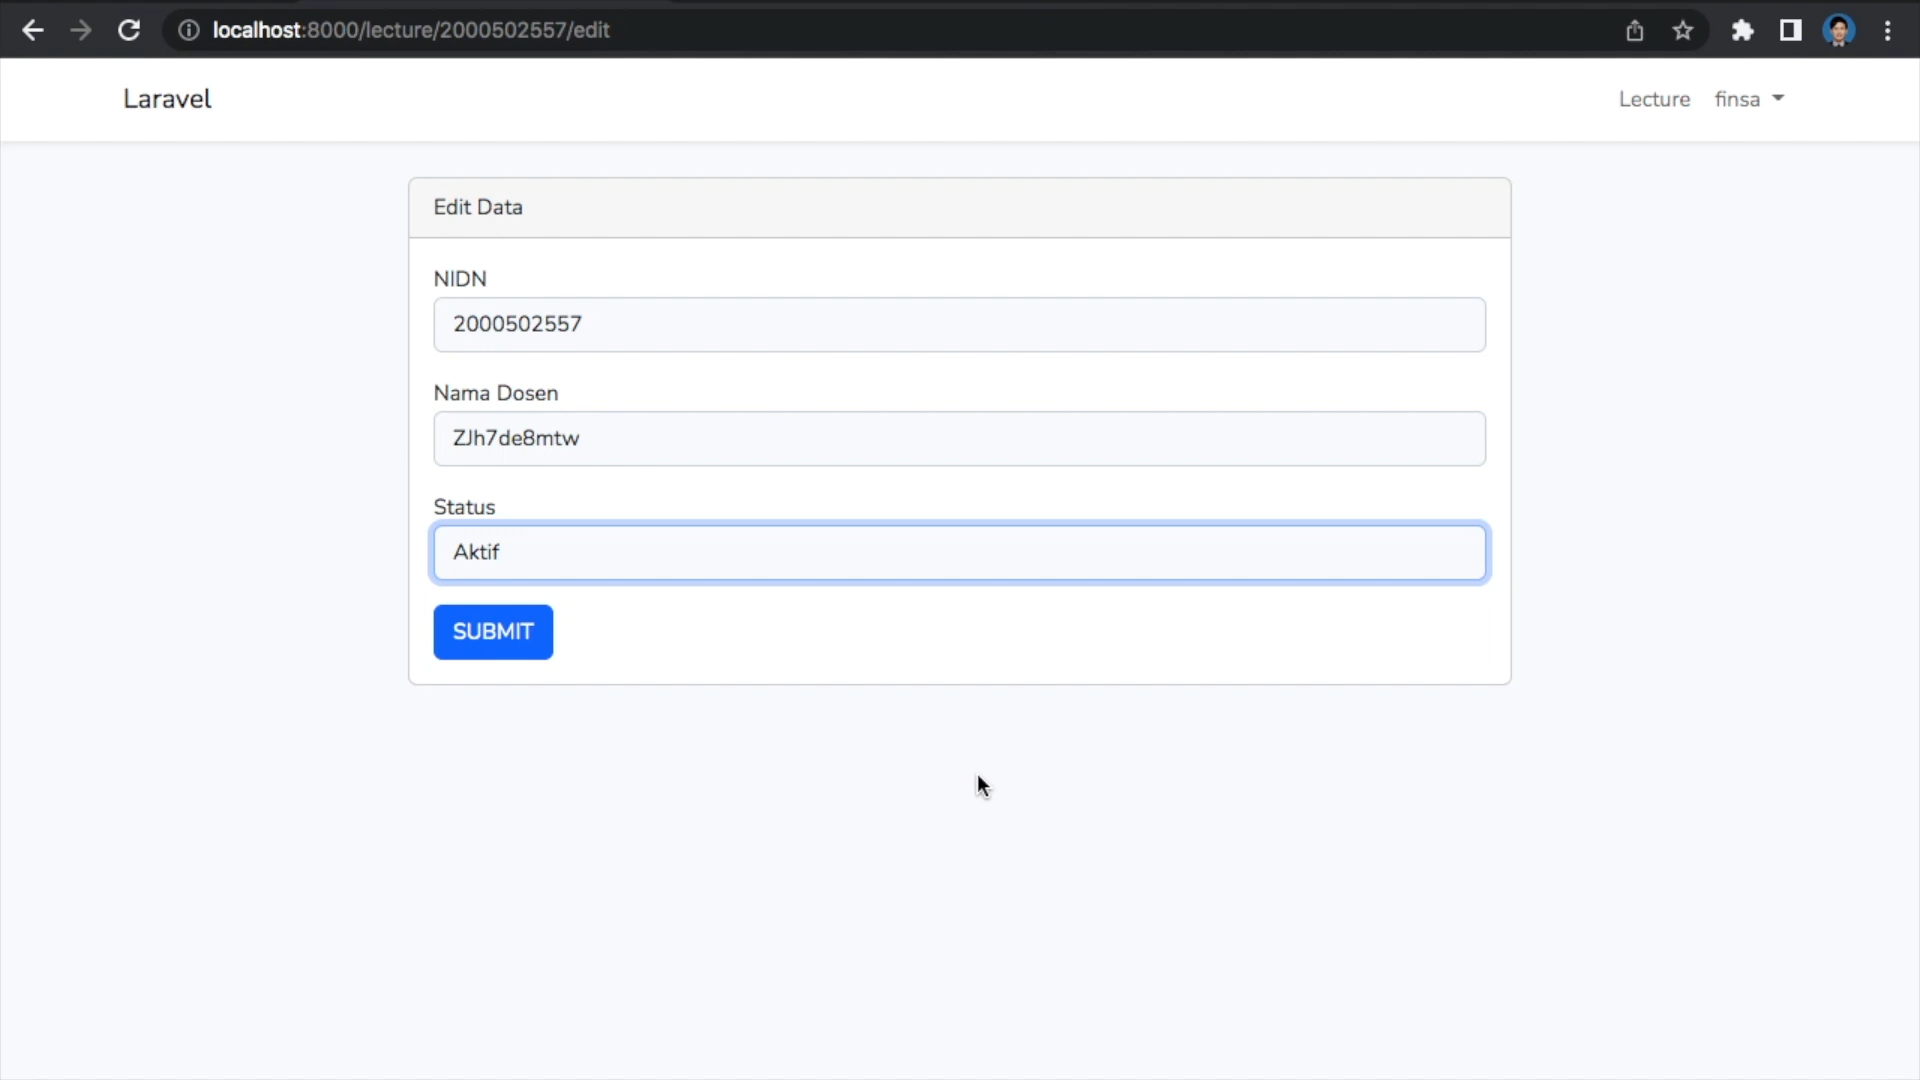 localhost:8000/lecture/2000502557/edit
Laravel
Lecture
finsa
Edit Data
NIDN
2000502557
Nama Dosen
ZJh7de8mtw
Status
Aktif
SUBMIT